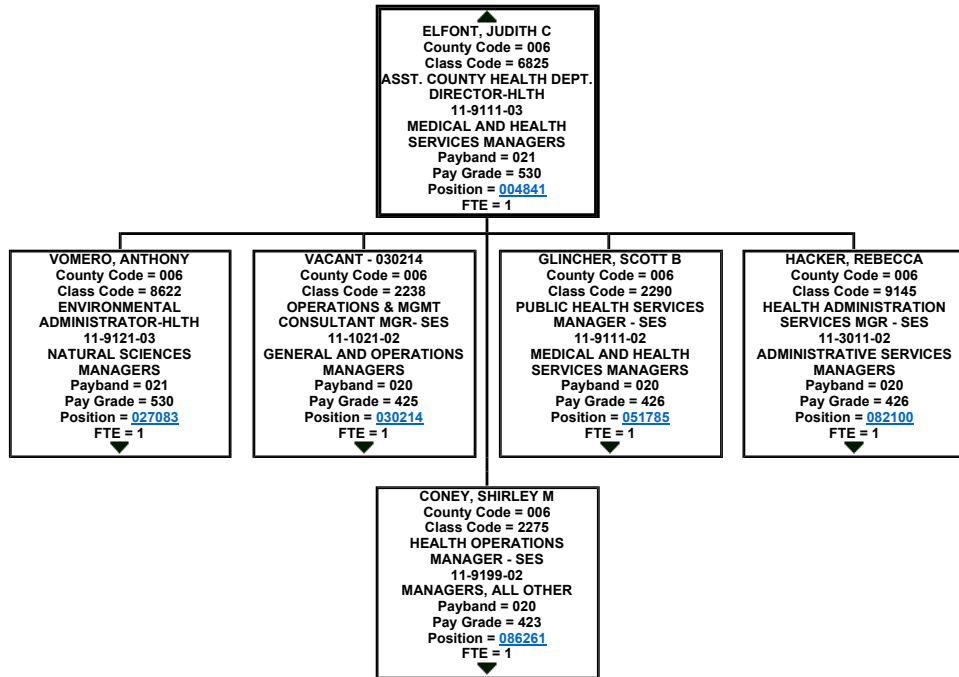 ELFONT, JUDITH C
County Code = 006
Class Code = 6825
ASST. COUNTY HEALTH DEPT.
DIRECTOR-HLTH
11-9111-03
MEDICAL AND HEALTH
SERVICES MANAGERS
Payband = 021
Pay Grade = 530
Position = 004841
FTE = 1
VOMERO, ANTHONY
County Code = 006
Class Code = 8622
ENVIRONMENTAL
ADMINISTRATOR-HLTH
11-9121-03
NATURAL SCIENCES
MANAGERS
Payband = 021
Pay Grade = 530
Position = 027083
FTE = 1
VACANT - 030214
County Code = 006
Class Code = 2238
OPERATIONS & MGMT
CONSULTANT MGR- SES
11-1021-02
GENERAL AND OPERATIONS
MANAGERS
Payband = 020
Pay Grade = 425
Position = 030214
FTE = 1
GLINCHER, SCOTT B
County Code = 006
Class Code = 2290
PUBLIC HEALTH SERVICES
MANAGER - SES
11-9111-02
MEDICAL AND HEALTH
SERVICES MANAGERS
Payband = 020
Pay Grade = 426
Position = 051785
FTE = 1
HACKER, REBECCA
County Code = 006
Class Code = 9145
HEALTH ADMINISTRATION
SERVICES MGR - SES
11-3011-02
ADMINISTRATIVE SERVICES
MANAGERS
Payband = 020
Pay Grade = 426
Position = 082100
FTE = 1
CONEY, SHIRLEY M
County Code = 006
Class Code = 2275
HEALTH OPERATIONS
MANAGER - SES
11-9199-02
MANAGERS, ALL OTHER
Payband = 020
Pay Grade = 423
Position = 086261
FTE = 1